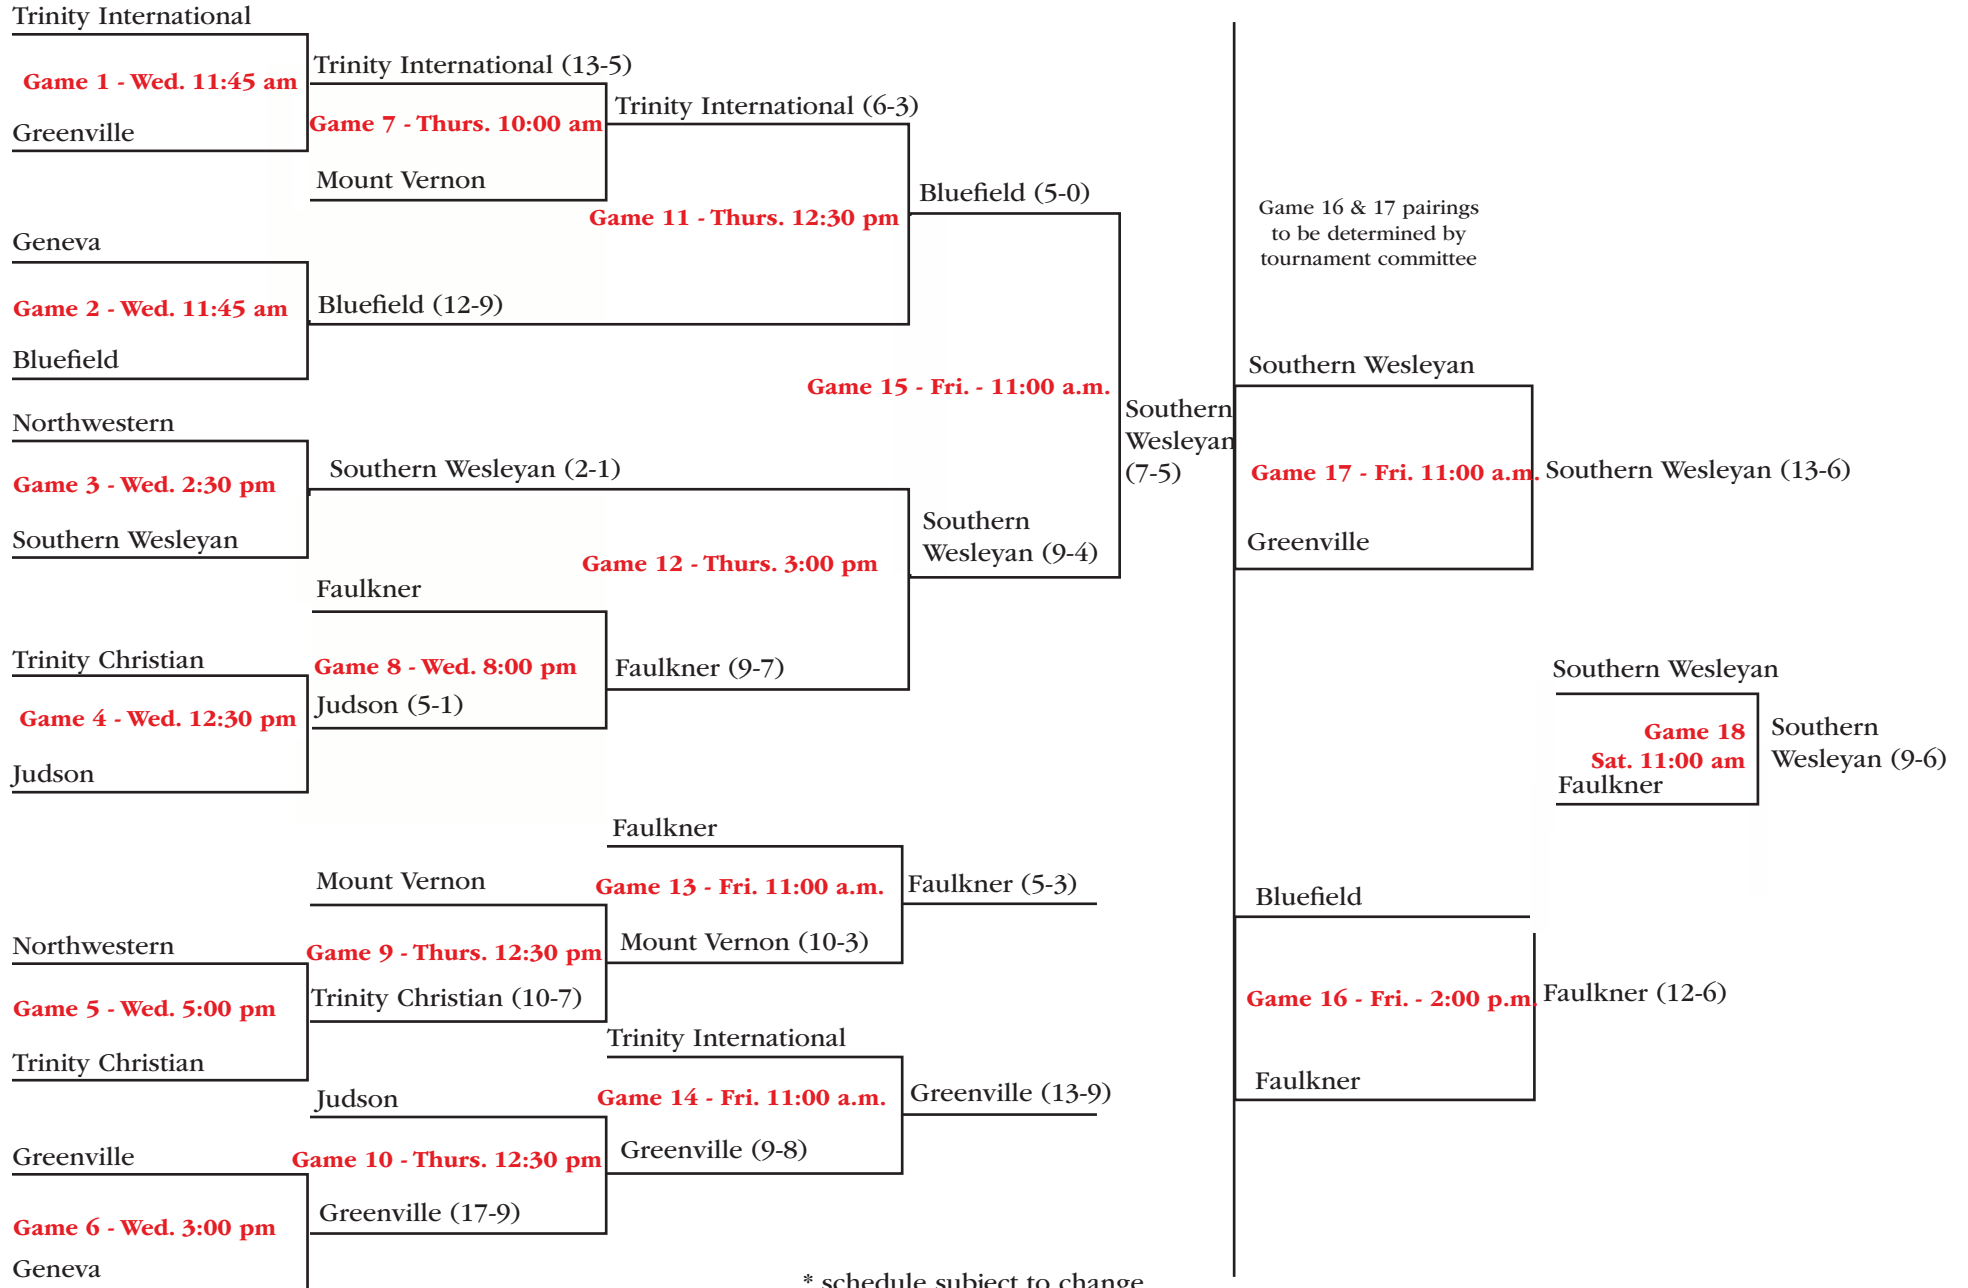 Trinity International
Game 1 - Wed. 11:45 am
Greenville
Trinity International (13-5)
Game 7 - Thurs. 10:00 am
Mount Vernon
Trinity International (6-3)
Geneva
Game 2 - Wed. 11:45 am
Bluefield
Bluefield (12-9)
Game 11 - Thurs. 12:30 pm
Bluefield (5-0)
Northwestern
Game 3 - Wed. 2:30 pm
Southern Wesleyan
Southern Wesleyan (2-1)
Game 12 - Thurs. 3:00 pm
Faulkner
Trinity Christian
Game 4 - Wed. 12:30 pm
Judson
Game 8 - Wed. 8:00 pm
Judson (5-1)
Faulkner (9-7)
Southern
Wesleyan (9-4)
Game 15 - Fri. - 11:00 a.m.
Southern
Wesleyan
(7-5)
Northwestern
Game 5 - Wed. 5:00 pm
Trinity Christian
Mount Vernon
Game 9 - Thurs. 12:30 pm
Trinity Christian (10-7)
Faulkner
Game 13 - Fri. 11:00 a.m.
Mount Vernon (10-3)
Faulkner (5-3)
Greenville
Game 6 - Wed. 3:00 pm
Geneva
Judson
Game 10 - Thurs. 12:30 pm
Greenville (17-9)
Trinity International
Game 14 - Fri. 11:00 a.m.
Greenville (9-8)
Greenville (13-9)
Game 16 & 17 pairings
to be determined by
tournament committee
Southern Wesleyan
Game 17 - Fri. 11:00 a.m.
Greenville
Southern Wesleyan (13-6)
Bluefield
Game 16 - Fri. - 2:00 p.m.
Faulkner
Faulkner (12-6)
Southern Wesleyan
Game 18
Sat. 11:00 am
Faulkner
Southern
Wesleyan (9-6)
* schedule subject to change